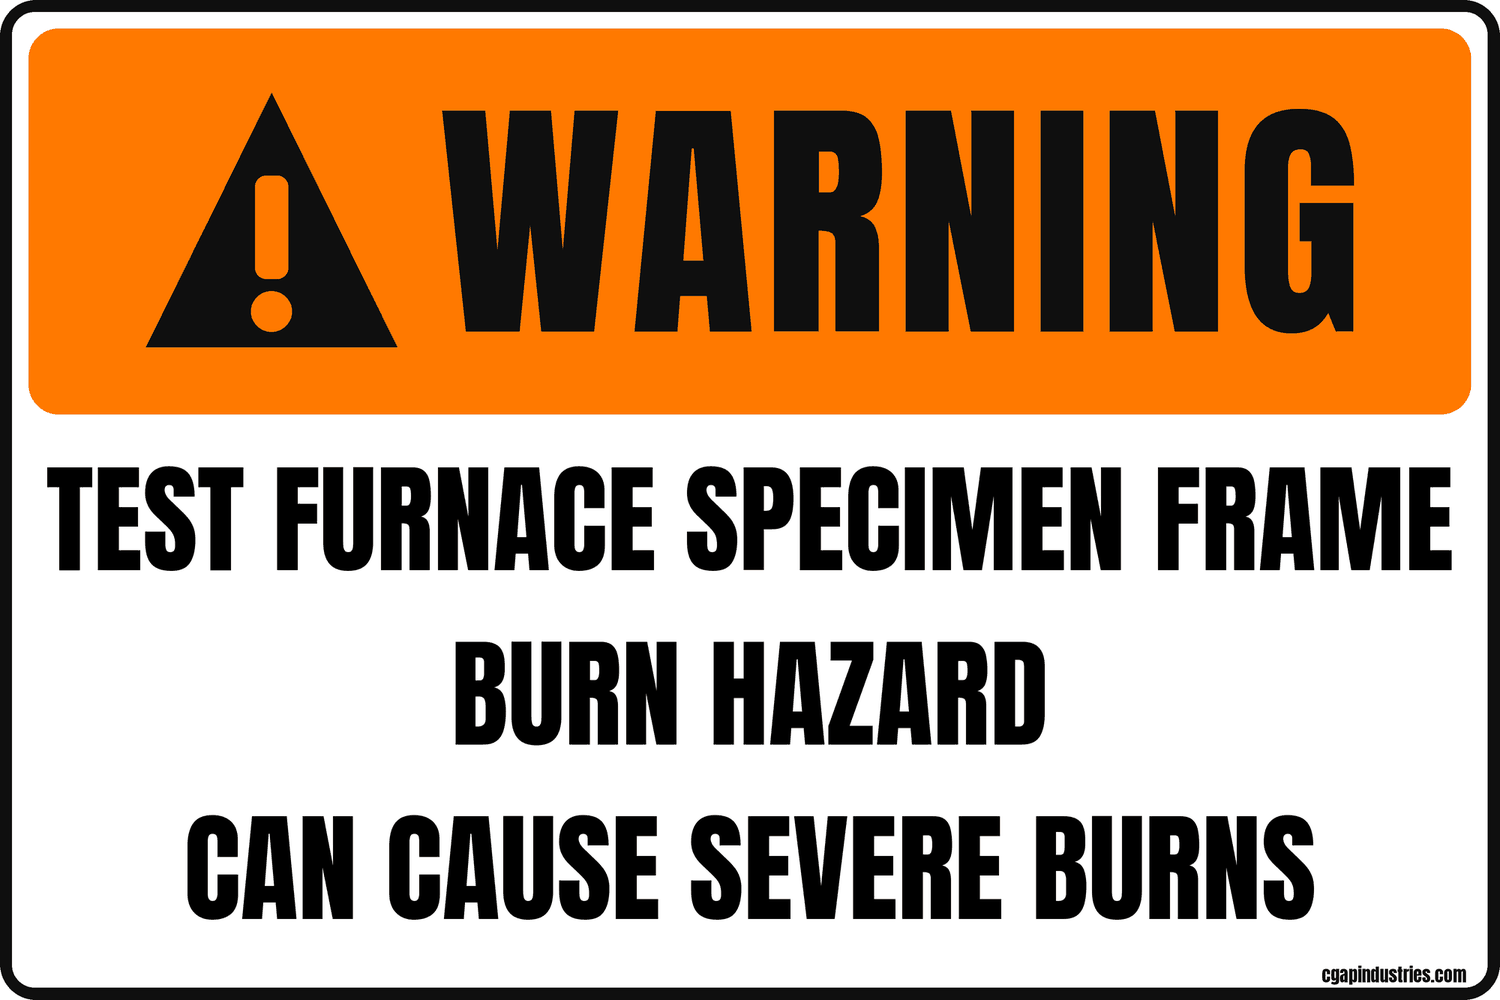 WARNING
TEST FURNACE SPECIMEN FRAME
BURN HAZARD
CAN CAUSE SEVERE BURNS
cgapindustries.com